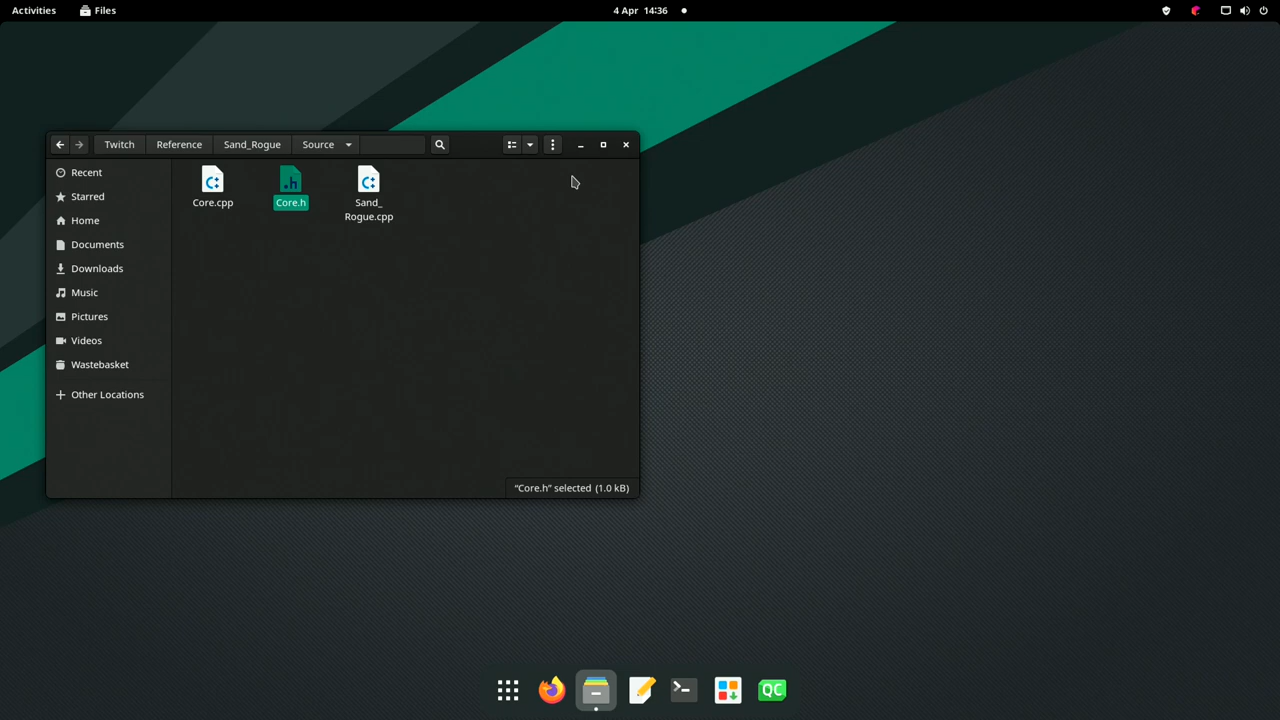 Activities
Files
4 Apr 14:36
Twitch
Reference
Sand_Rogue
Source
Recent
Starred
Home
Documents
Downloads
Music
Pictures
Videos
Wastebasket
Other Locations
Core.cpp
Core.h
Sand_
Rogue.cpp
“Core.h” selected (1.0 kB)
QC